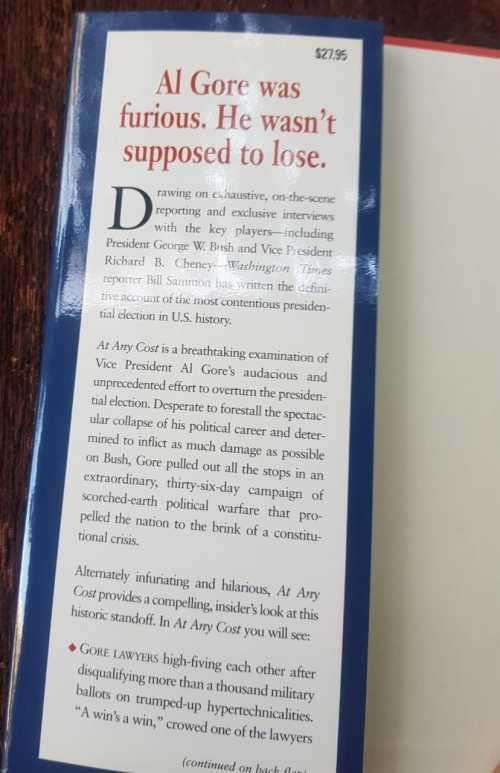 $27.95
Al Gore was
furious. He wasn't
supposed to lose.
Drawing on exhaustive, on-the-scene
reporting and exclusive interviews
with the key players—including
President George W. Bush and Vice President
Richard B. Cheney—Washington Times
reporter Bill Sammon has written the defini-
tive account of the most contentious presiden-
tial election in U.S. history.
At Any Cost is a breathtaking examination of
Vice President Al Gore's audacious and
unprecedented effort to overturn the presiden-
tial election. Desperate to forestall the spectac-
ular collapse of his political career and deter-
mined to inflict as much damage as possible
on Bush, Gore pulled out all the stops in an
extraordinary, thirty-six-day campaign of
scorched-earth political warfare that pro-
pelled the nation to the brink of a constitu-
tional crisis.
Alternately infuriating and hilarious, At Any
Cost provides a compelling, insider's look at this
historic standoff. In At Any Cost you will see:
◆ GORE LAWYERS high-fiving each other after
disqualifying more than a thousand military
ballots on trumped-up hypertechnicalities.
"A win's a win," crowed one of the lawyers
(continued on back flap)